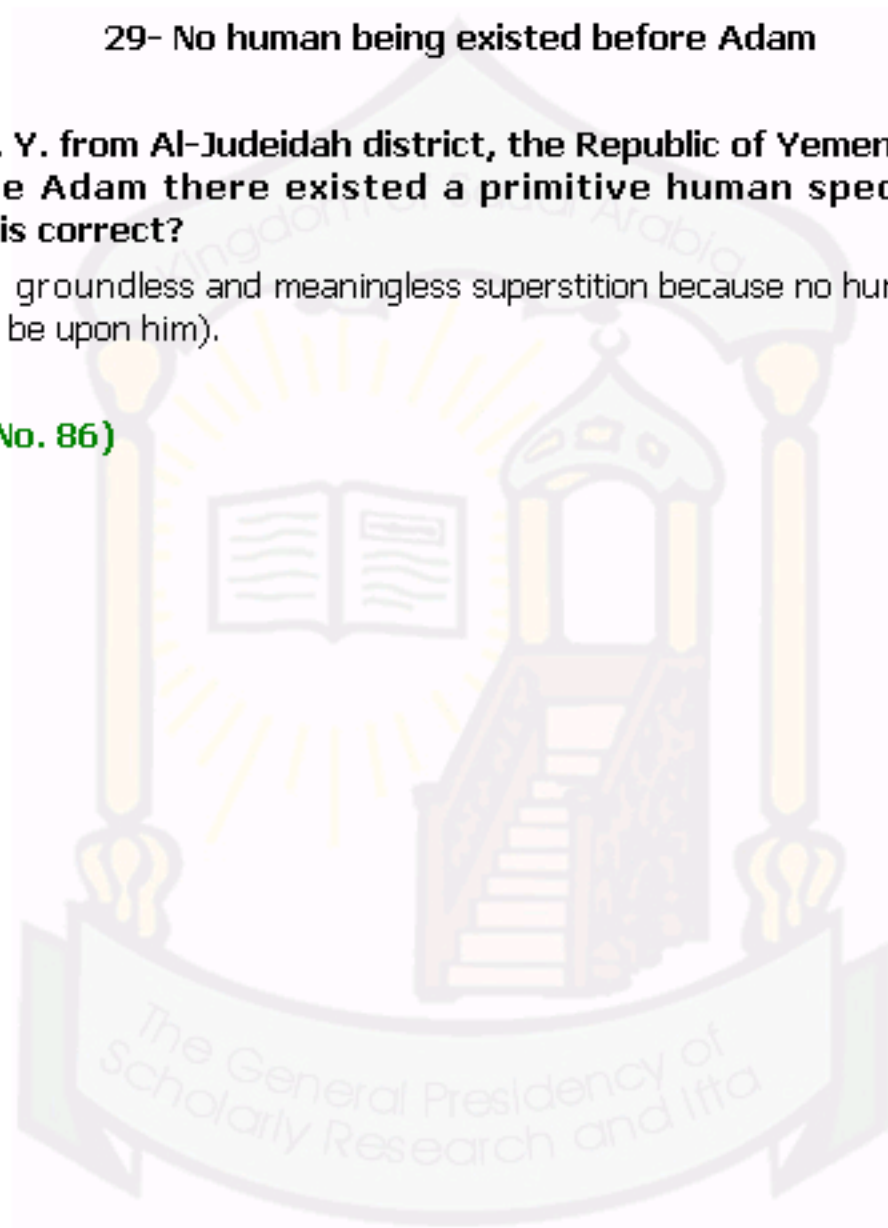 29- No human being existed before Adam
. Y. from Al-Judeidah district, the Republic of Yemen
e Adam there existed a primitive human spec
is correct?
groundless and meaningless superstition because no hur
be upon him).
No. 86)
Kingdom of Saudi Arabia
The General Presidency of
Scholarly Research and Ifta